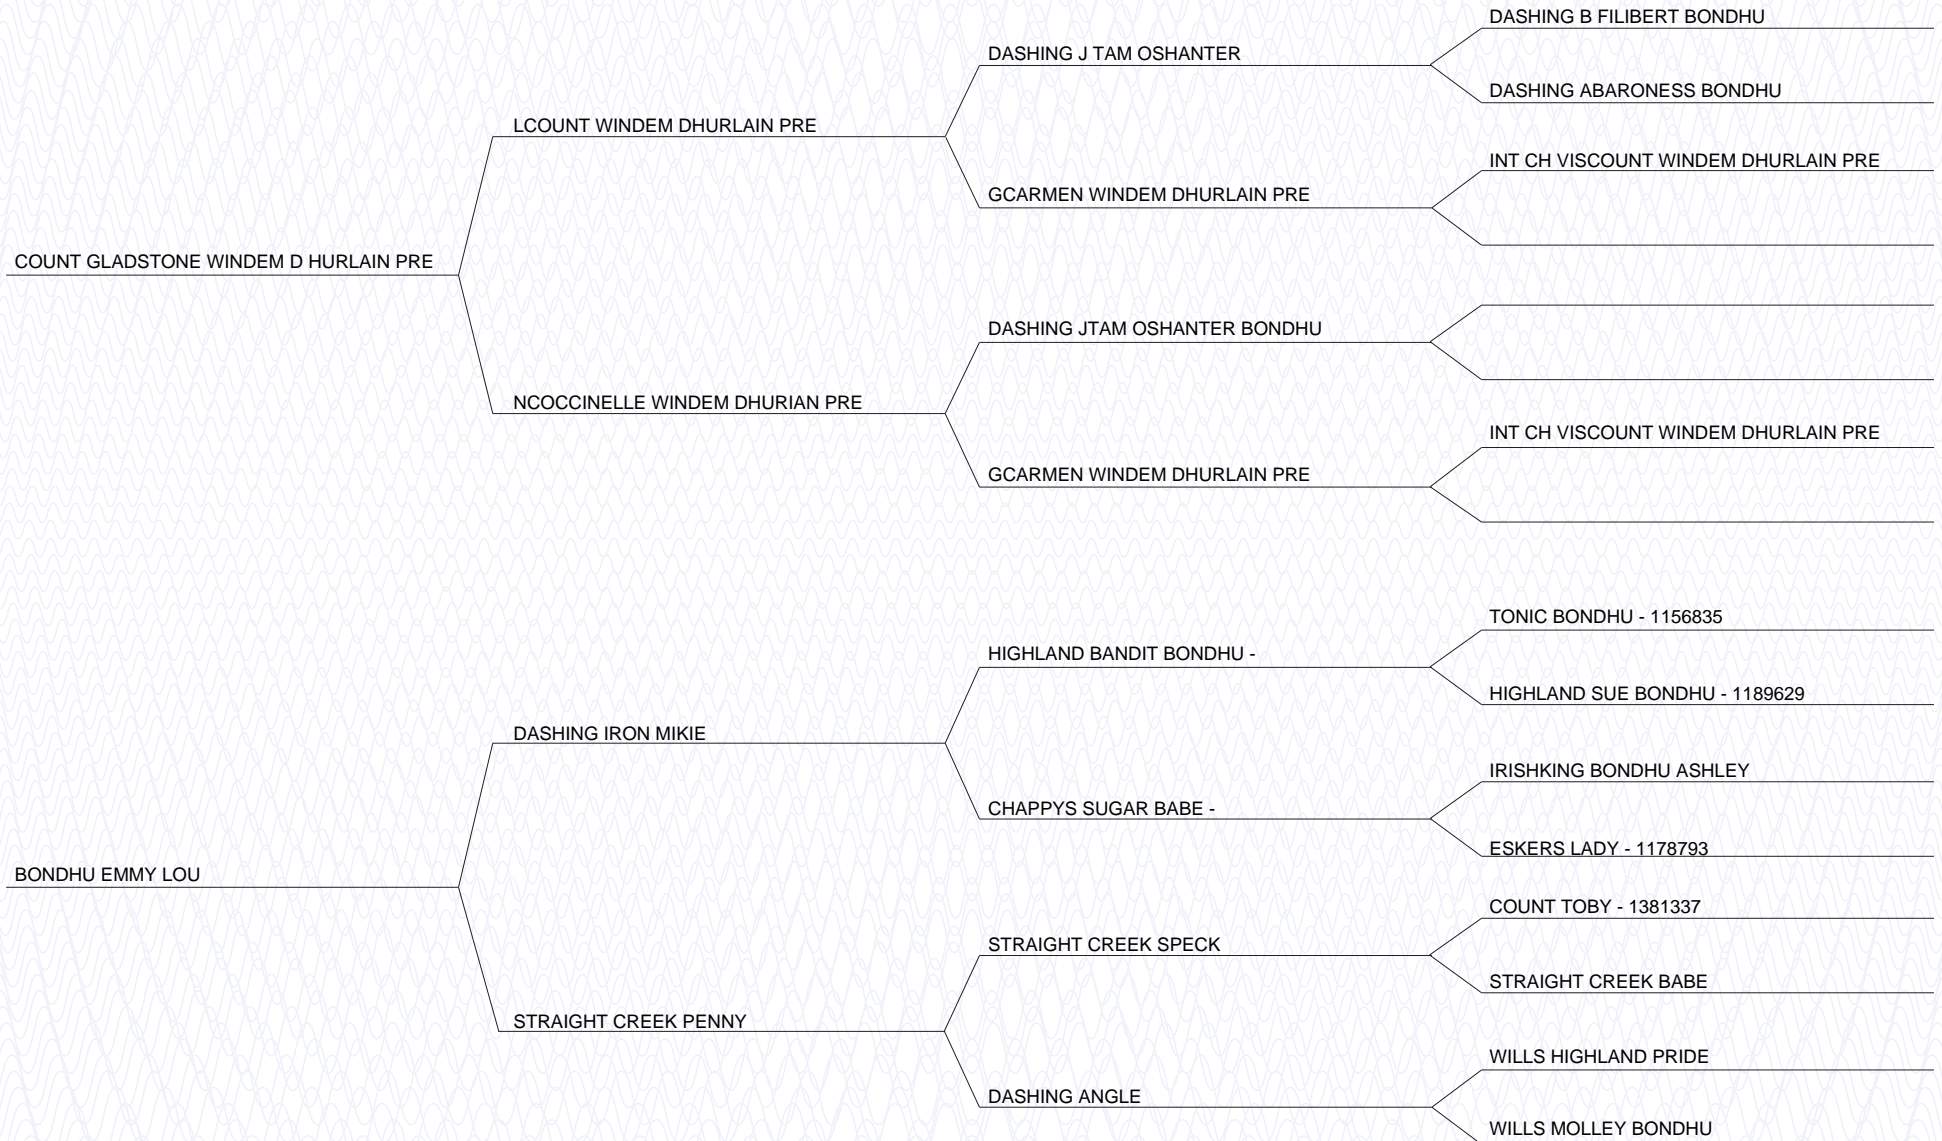 DASHING B FILIBERT BONDHU
DASHING J TAM OSHANTER
DASHING ABARONESS BONDHU
LCOUNT WINDEM DHURLAIN PRE
INT CH VISCOUNT WINDEM DHURLAIN PRE
GCARMEN WINDEM DHURLAIN PRE
COUNT GLADSTONE WINDEM D HURLAIN PRE
DASHING JTAM OSHANTER BONDHU
NCOCCINELLE WINDEM DHURIAN PRE
INT CH VISCOUNT WINDEM DHURLAIN PRE
GCARMEN WINDEM DHURLAIN PRE
TONIC BONDHU - 1156835
HIGHLAND BANDIT BONDHU -
HIGHLAND SUE BONDHU - 1189629
DASHING IRON MIKIE
IRISHKING BONDHU ASHLEY
CHAPPYS SUGAR BABE -
ESKERS LADY - 1178793
BONDHU EMMY LOU
COUNT TOBY - 1381337
STRAIGHT CREEK SPECK
STRAIGHT CREEK BABE
STRAIGHT CREEK PENNY
WILLS HIGHLAND PRIDE
DASHING ANGLE
WILLS MOLLEY BONDHU